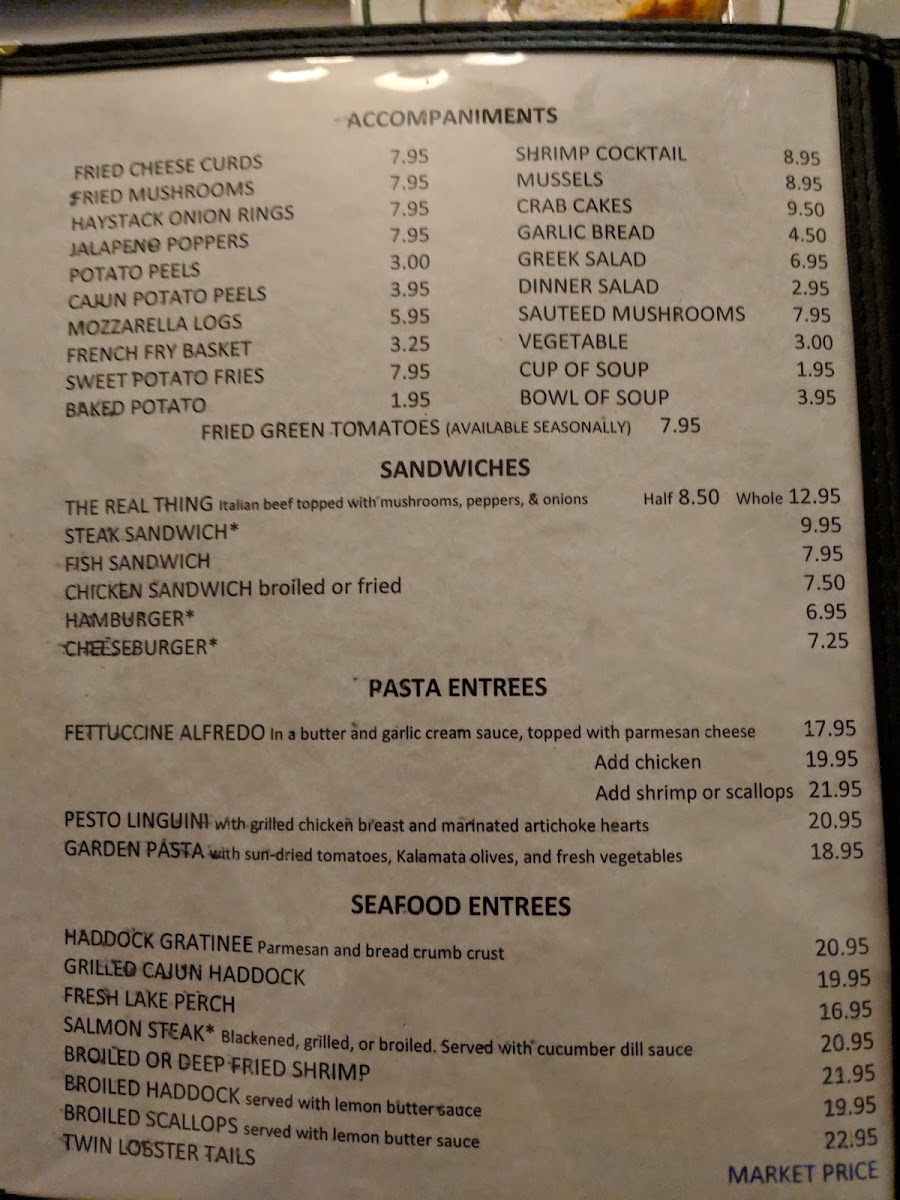 ACCOMPANIMENTS
FRIED CHEESE CURDS 7.95 SHRIMP COCKTAIL 8.95
FRIED MUSHROOMS 7.95 MUSSELS 8.95
HAYSTACK ONION RINGS 7.95 CRAB CAKES 9.50
JALAPENO POPPERS 7.95 GARLIC BREAD 4.50
POTATO PEELS 3.00 GREEK SALAD 6.95
CAJUN POTATO PEELS 3.95 DINNER SALAD 2.95
MOZZARELLA LOGS 5.95 SAUTEED MUSHROOMS 7.95
FRENCH FRY BASKET 3.25 VEGETABLE 3.00
SWEET POTATO FRIES 7.95 CUP OF SOUP 1.95
BAKED POTATO 1.95 BOWL OF SOUP 3.95
FRIED GREEN TOMATOES (AVAILABLE SEASONALLY) 7.95
SANDWICHES
THE REAL THING Italian beef topped with mushrooms, peppers, & onions Half 8.50 Whole 12.95
STEAK SANDWICH* 9.95
FISH SANDWICH 7.95
CHICKEN SANDWICH broiled or fried 7.50
HAMBURGER* 6.95
CHEESEBURGER* 7.25
PASTA ENTREES
FETTUCCINE ALFREDO In a butter and garlic cream sauce, topped with parmesan cheese 17.95
Add chicken 19.95
Add shrimp or scallops 21.95
PESTO LINGUINI with grilled chicken breast and marinated artichoke hearts 20.95
GARDEN PASTA with sun-dried tomatoes, Kalamata olives, and fresh vegetables 18.95
SEAFOOD ENTREES
HADDOCK GRATINEE Parmesan and bread crumb crust 20.95
GRILLED CAJUN HADDOCK 19.95
FRESH LAKE PERCH 16.95
SALMON STEAK* Blackened, grilled, or broiled. Served with cucumber dill sauce 20.95
BROILED OR DEEP FRIED SHRIMP 21.95
BROILED HADDOCK served with lemon butter sauce 19.95
BROILED SCALLOPS served with lemon butter sauce 22.95
TWIN LOBSTER TAILS MARKET PRICE